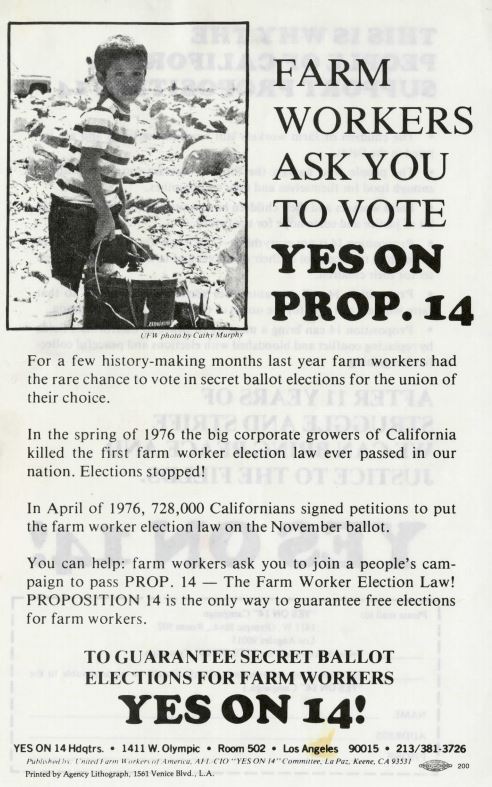 FARM
WORKERS
ASK YOU
TO VOTE
YES ON
PROP. 14
UFW photo by Cathy Murphy
For a few history-making months last year farm workers had
the rare chance to vote in secret ballot elections for the union of
their choice.
In the spring of 1976 the big corporate growers of California
killed the first farm worker election law ever passed in our
nation. Elections stopped!
In April of 1976, 728,000 Californians signed petitions to put
the farm worker election law on the November ballot.
You can help: farm workers ask you to join a people's cam-
paign to pass PROP. 14 — The Farm Worker Election Law!
PROPOSITION 14 is the only way to guarantee free elections
for farm workers.
TO GUARANTEE SECRET BALLOT
ELECTIONS FOR FARM WORKERS
YES ON 14!
YES ON 14 Hdqtrs. • 1411 W. Olympic • Room 502 • Los Angeles 90015 • 213/381-3726
Published by: United Farm Workers of America, AFL-CIO "YES ON 14" Committee, La Paz, Keene, CA 93531
200
Printed by Agency Lithograph, 1561 Venice Blvd., L.A.